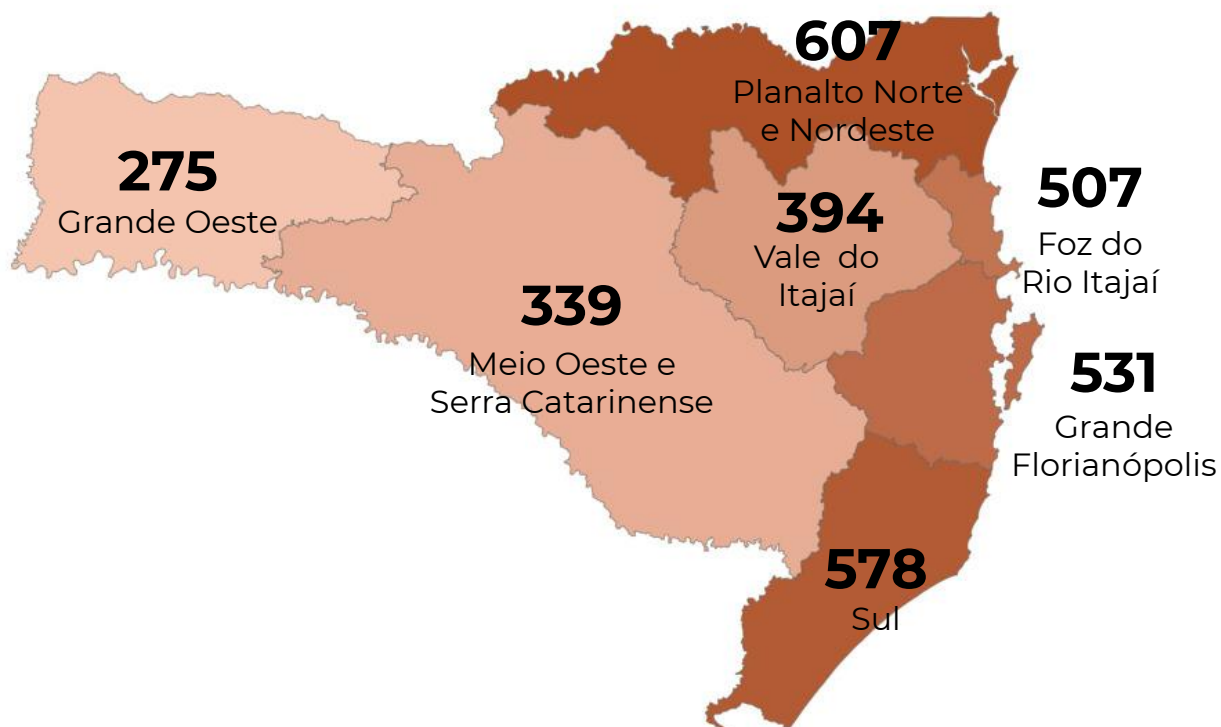 607
Planalto Norte
e Nordeste
275
Grande Oeste
394
Vale do
Itajaí
507
Foz do
Rio Itajaí
339
Meio Oeste e
Serra Catarinense
531
Grande
Florianópolis
578
Sul